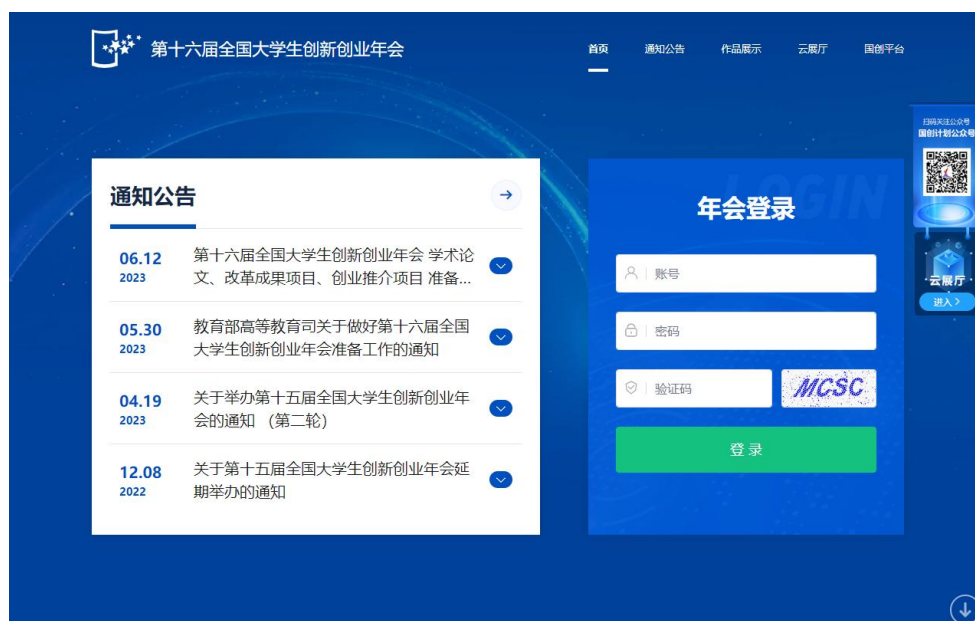 第十六届全国大学生创新创业年会
首页 通知公告 作品展示 云展厅 国创平台
扫码关注公众号
国创计划公众号
通知公告
LOGIN
年会登录
06.12
2023
第十六届全国大学生创新创业年会 学术论
文、改革成果项目、创业推介项目 准备...
05.30
2023
教育部高等教育司关于做好第十六届全国
大学生创新创业年会准备工作的通知
04.19
2023
关于举办第十五届全国大学生创新创业年
会的通知 （第二轮）
12.08
2022
关于第十五届全国大学生创新创业年会延
期举办的通知
账号
密码
验证码
MCSC
登 录
云展厅
进入 >